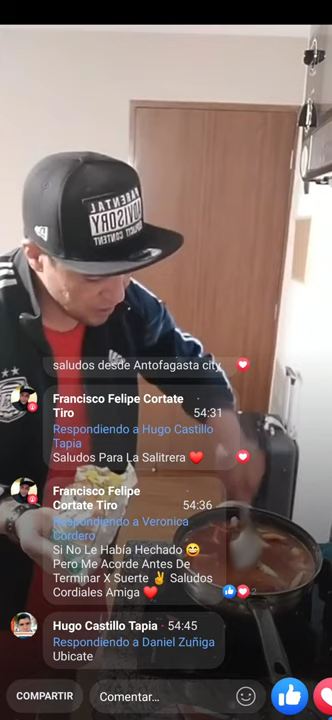 PARENTAL
ADVISORY
EXPLICIT CONTENT
saludos desde Antofagasta city
Francisco Felipe Cortate
Tiro 54:31
Respondiendo a Hugo Castillo
Tapia
Saludos Para La Salitrera ❤️
Francisco Felipe
Cortate Tiro 54:36
Respondiendo a Veronica
Cordero
Si No Le Había Hechado 😄
Pero Me Acorde Antes De
Terminar X Suerte ✌️ Saludos
Cordiales Amiga ❤️
2
Hugo Castillo Tapia · 54:45
Respondiendo a Daniel Zuñiga
Ubicate
COMPARTIR
Comentar...